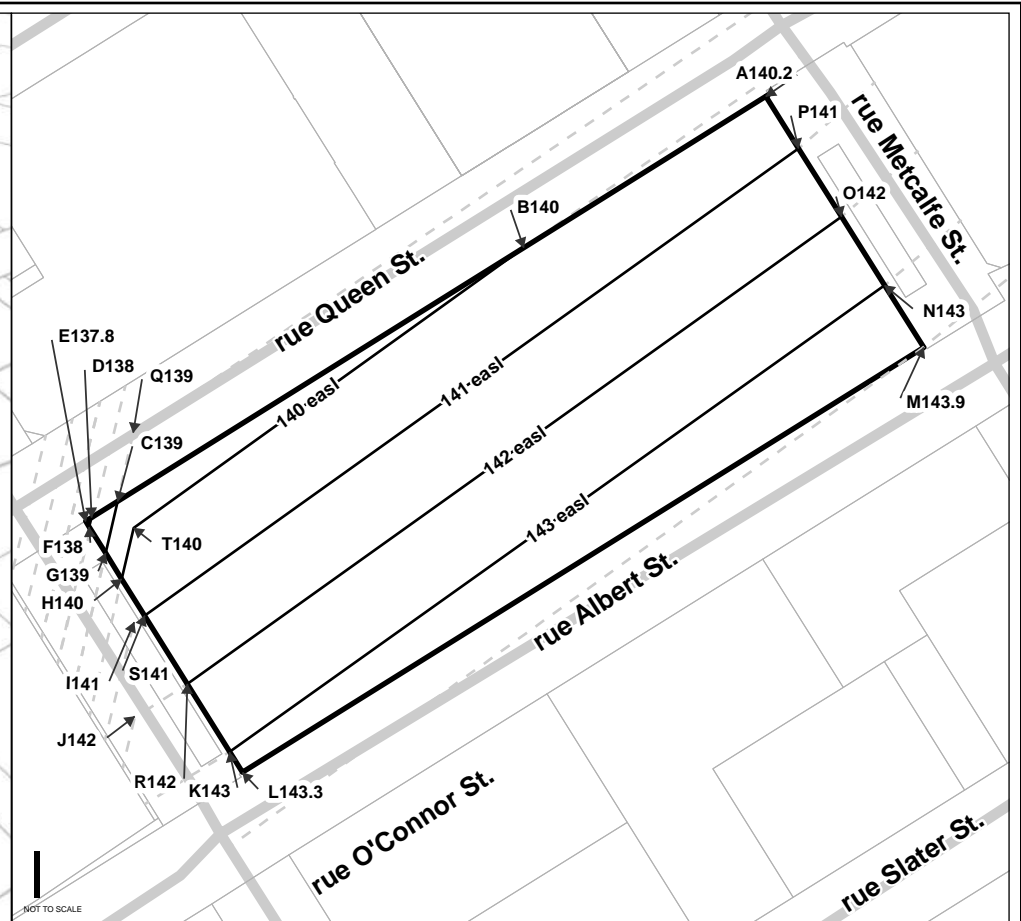 A140.2
P141
rue Metcalfe St.
O142
B140
rue Queen St.
N143
E137.8
D138
Q139
M143.9
140 easl
141 easl
C139
142 easl
143 easl
F138
T140
G139
rue Albert St.
H140
S141
I141
J142
R142
K143
L143.3
rue O'Connor St.
rue Slater St.
NOT TO SCALE